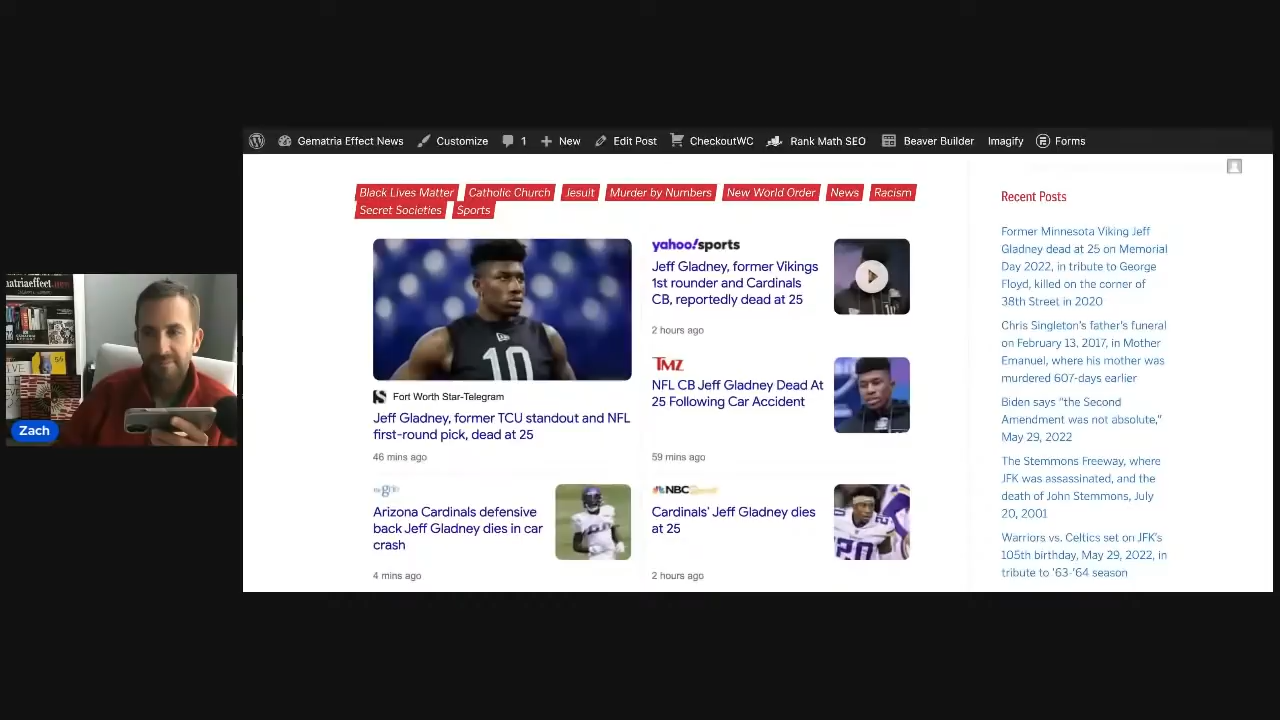 Gematria Effect News
Customize
1
New
Edit Post
CheckoutWC
Rank Math SEO
Beaver Builder
Imagify
Forms
Black Lives Matter
Catholic Church
Jesuit
Murder by Numbers
New World Order
News
Racism
Secret Societies
Sports
10
Fort Worth Star-Telegram
Jeff Gladney, former TCU standout and NFL
first-round pick, dead at 25
46 mins ago
yahoo!sports
Jeff Gladney, former Vikings
1st rounder and Cardinals
CB, reportedly dead at 25
2 hours ago
TMZ
NFL CB Jeff Gladney Dead At
25 Following Car Accident
59 mins ago
Arizona Cardinals defensive
back Jeff Gladney dies in car
crash
4 mins ago
NBC
Cardinals' Jeff Gladney dies
at 25
2 hours ago
20
Recent Posts
Former Minnesota Viking Jeff
Gladney dead at 25 on Memorial
Day 2022, in tribute to George
Floyd, killed on the corner of
38th Street in 2020
Chris Singleton's father's funeral
on February 13, 2017, in Mother
Emanuel, where his mother was
murdered 607-days earlier
Biden says "the Second
Amendment was not absolute,"
May 29, 2022
The Stemmons Freeway, where
JFK was assassinated, and the
death of John Stemmons, July
20, 2001
Warriors vs. Celtics set on JFK's
105th birthday, May 29, 2022, in
tribute to '63-'64 season
Zach